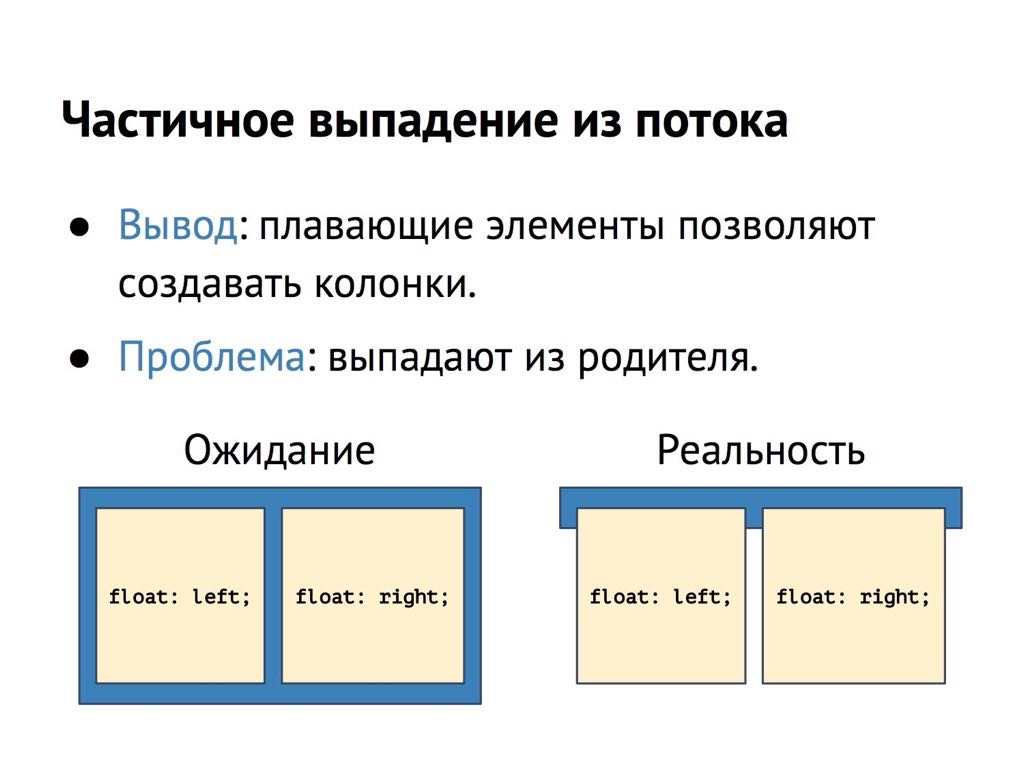 Частичное выпадение из потока
● Вывод: плавающие элементы позволяют
создавать колонки.
● Проблема: выпадают из родителя.
Ожидание
Реальность
float: left;
float: right;
float: left;
float: right;